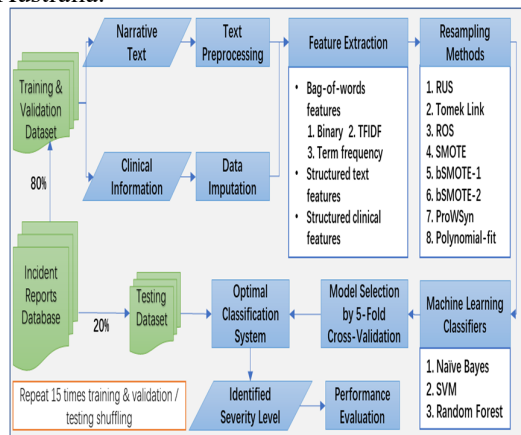 Australia.
Narrative
Text
Text
Preprocessing
Feature Extraction
Resampling
Methods
Training &
Validation
Dataset
• Bag-of-words
features
1. Binary 2. TFIDF
3. Term frequency
• Structured text
features
• Structured clinical
features
1. RUS
2. Tomek Link
3. ROS
4. SMOTE
5. bSMOTE-1
6. bSMOTE-2
7. ProWSyn
8. Polynomial-fit
Clinical
Information
Data
Imputation
80%
Incident
Reports
Database
20%
Testing
Dataset
Optimal
Classification
System
Model Selection
by 5-Fold
Cross-Validation
Machine Learning
Classifiers
1. Naïve Bayes
2. SVM
3. Random Forest
Repeat 15 times training & validation /
testing shuffling
Identified
Severity Level
Performance
Evaluation